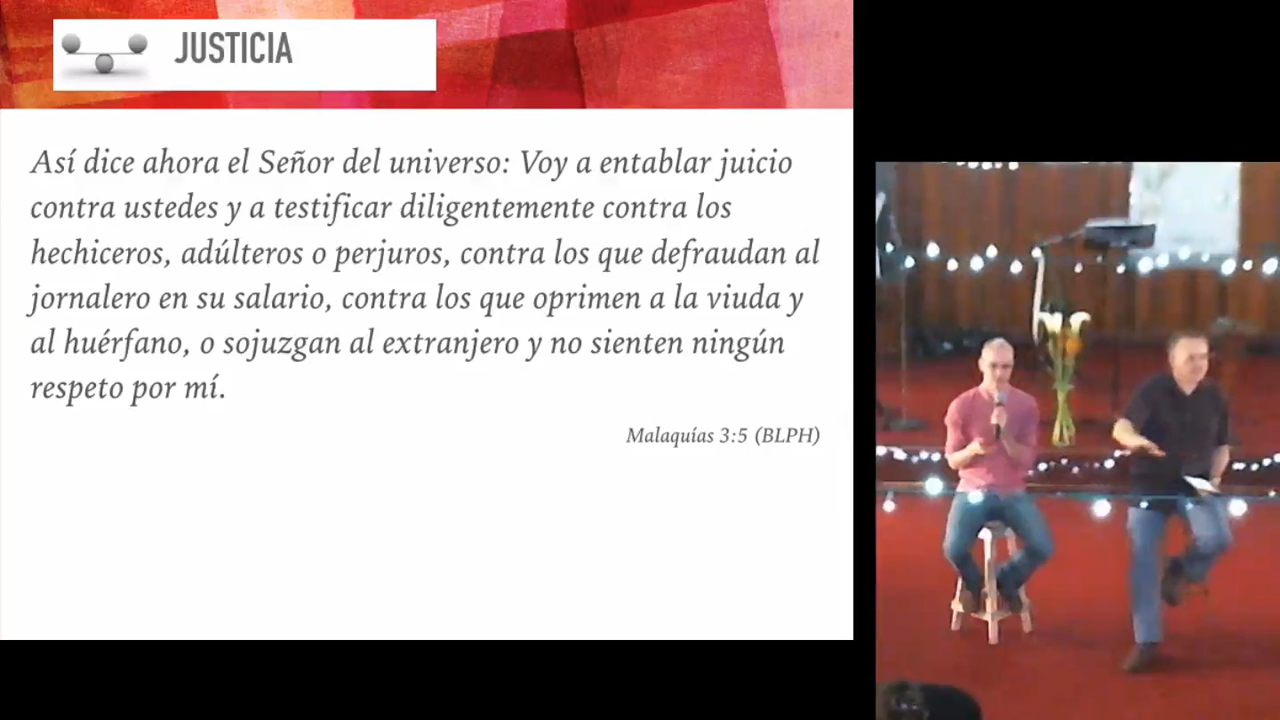 JUSTICIA
Así dice ahora el Señor del universo: Voy a entablar juicio
contra ustedes y a testificar diligentemente contra los
hechiceros, adúlteros o perjuros, contra los que defraudan al
jornalero en su salario, contra los que oprimen a la viuda y
al huérfano, o sojuzgan al extranjero y no sienten ningún
respeto por mí.
Malaquías 3:5 (BLPH)